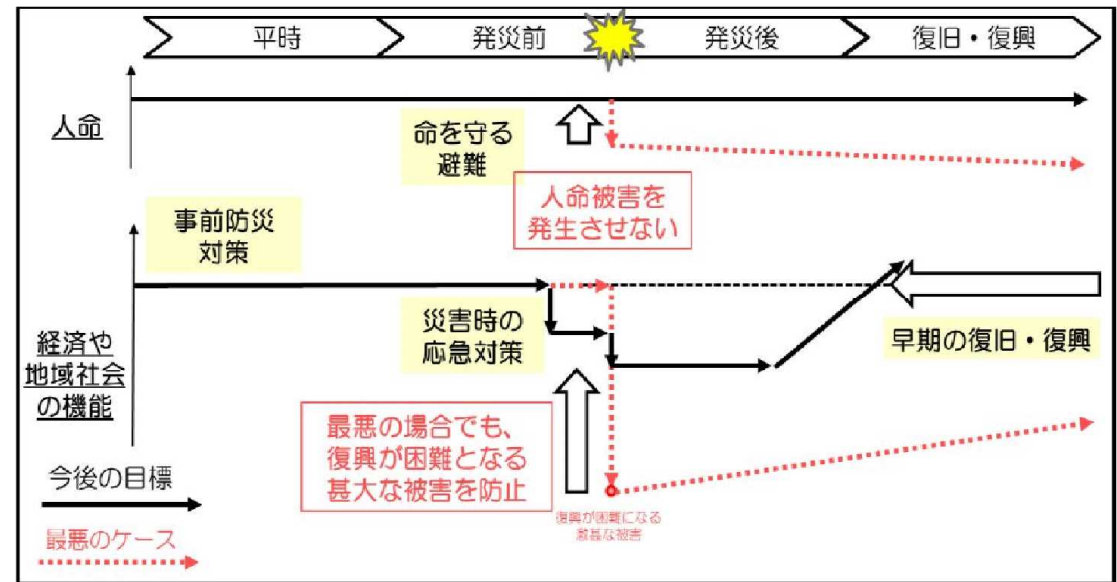 平時
発災前
発災後
復旧・復興
人命
命を守る
避難
人命被害を
発生させない
事前防災
対策
経済や
地域社会
の機能
災害時の
応急対策
早期の復旧・復興
最悪の場合でも、
復興が困難となる
甚大な被害を防止
復興が困難になる
激甚な被害
今後の目標
最悪のケース